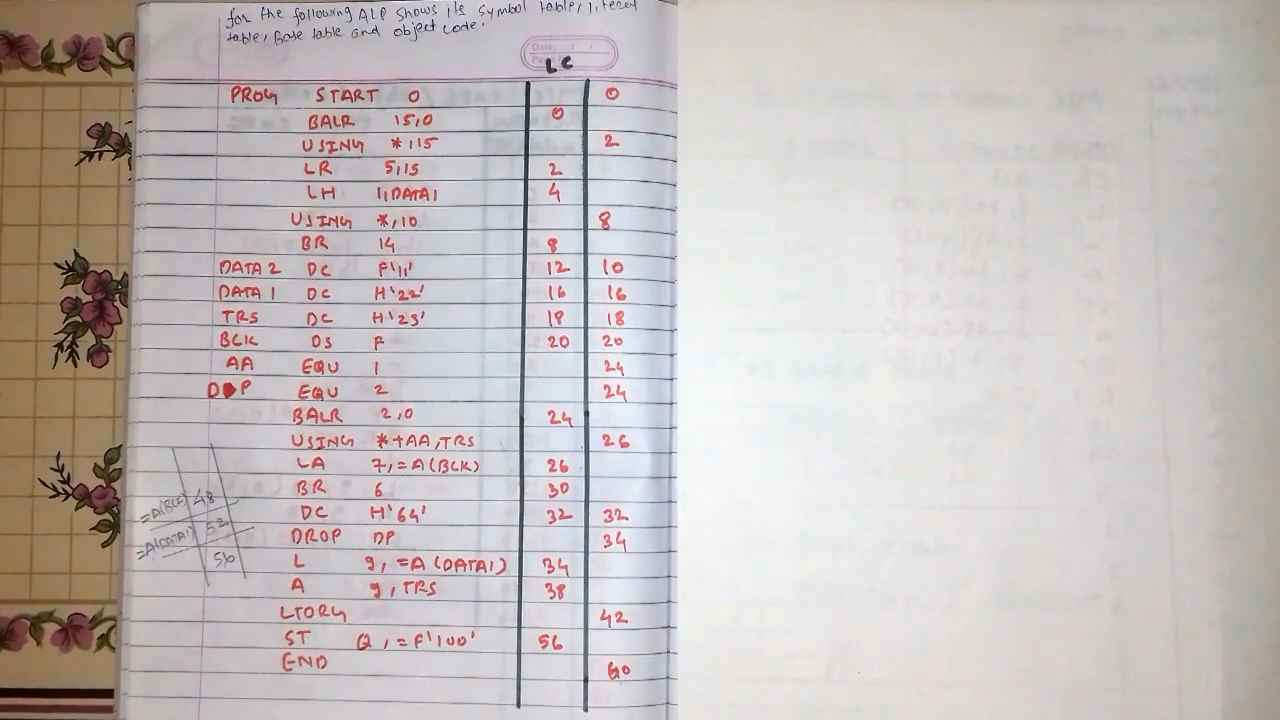 for the following ALP shows its symbol table, literal
table, Base table and object code.
Date: / /
LC
PROG START 0 0
BALR 15,0 0
USING *,15 2
LR 5,15 2
LH 1,DATA1 4
USING *,10 8
BR 14 8
DATA2 DC F'11' 12 10
DATA1 DC H'22' 16 16
TRS DC H'23' 18 18
BCK DS F 20 20
AA EQU 1 24
DP EQU 2 24
BALR 2,0 24
USING *+AA,TRS 26
LA 7,=A(BCK) 26
BR 6 30
DC H'64' 32 32
DROP DP 34
L 9,=A(DATA1) 34
A 9,TRS 38
LTORG 42
ST Q,=F'100' 56
END 60
=A(BCK) 48
=A(DATA1) 52
56